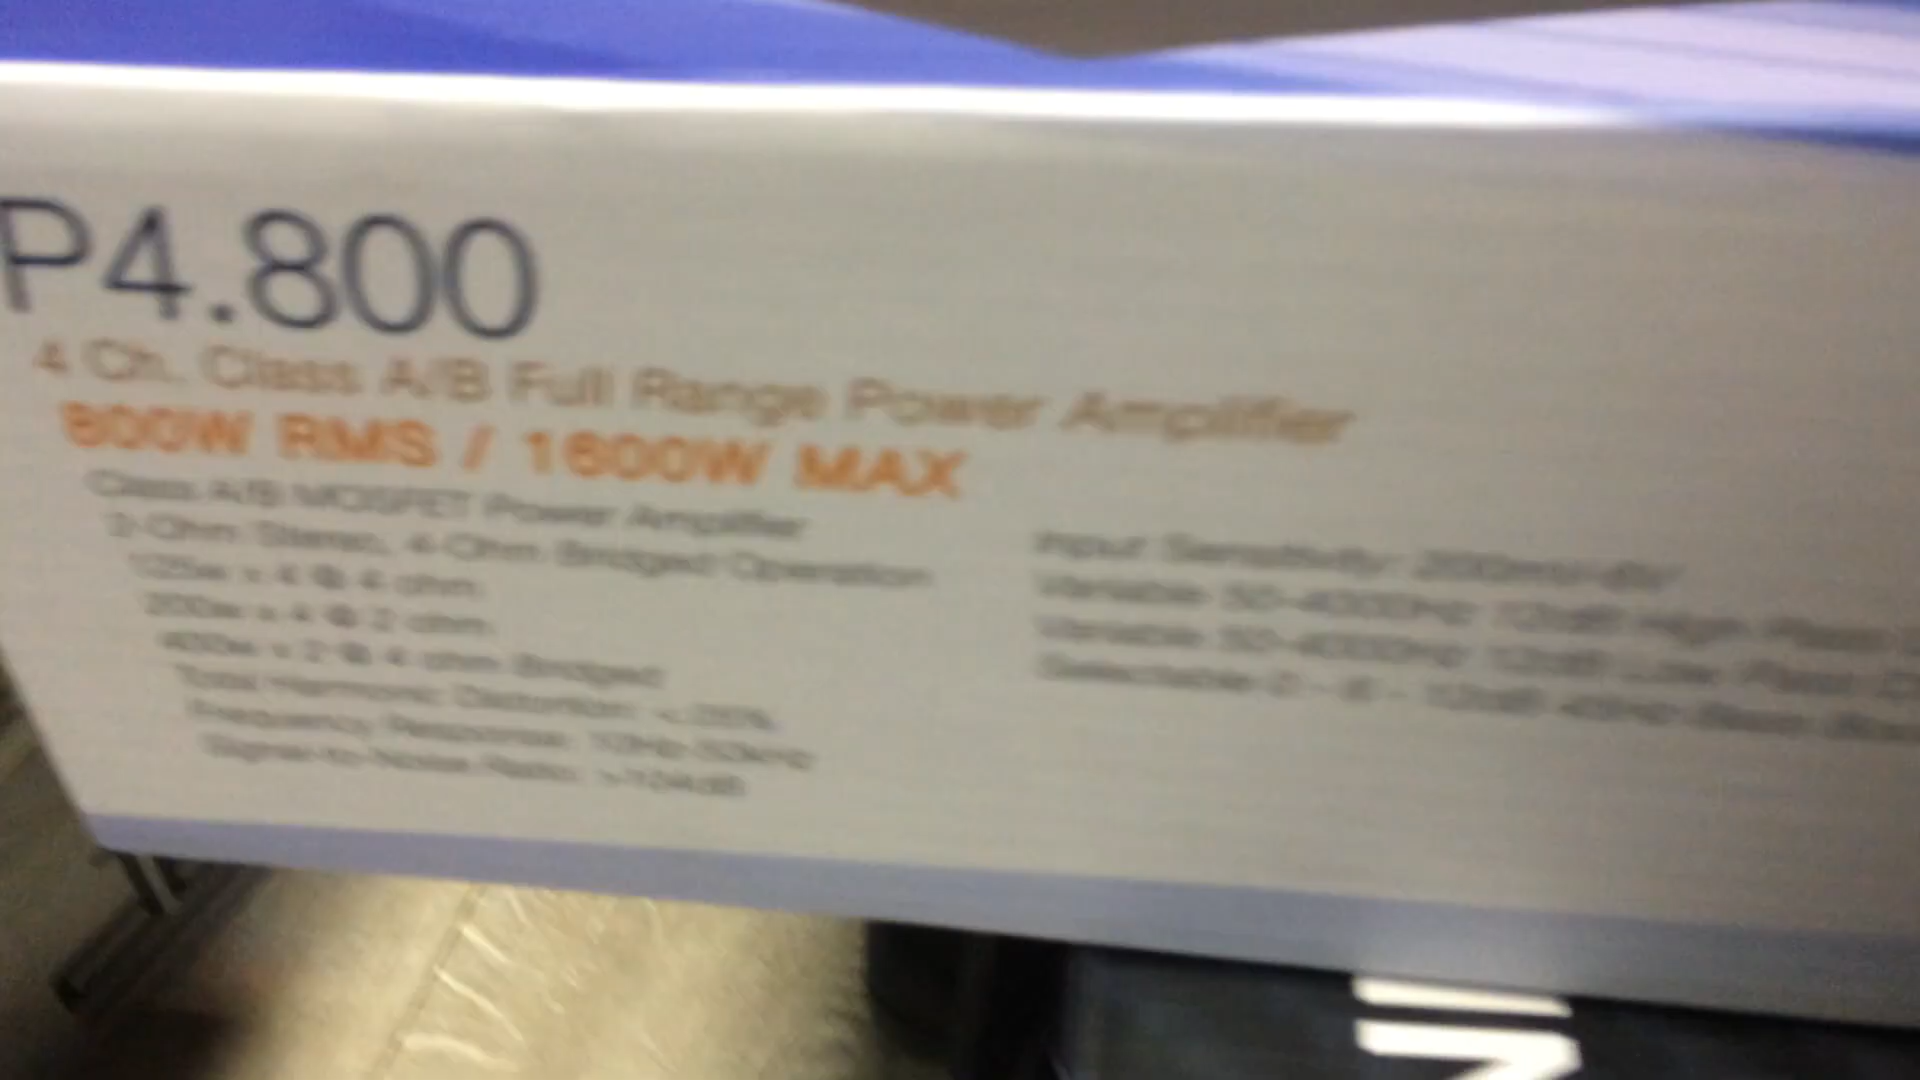 P4.800
4 Ch. Class A/B Full Range Power Amplifier
800W RMS / 1600W MAX
Class A/B MOSFET Power Amplifier
2-Ohm Stereo, 4-Ohm Bridged Operation
125w x 4 @ 4 ohm
200w x 4 @ 2 ohm
400w x 2 @ 4 ohm Bridged
Total Harmonic Distortion:
Frequency Response: 10Hz-50kHz
Signal-to-Noise Ratio: >104dB
Input Sensitivity: 200mV-6V
Variable 50-4000Hz 12dB High Pass
Variable 50-4000Hz 12dB Low Pass
Selectable 0 - 6 - 12dB 45Hz Bass